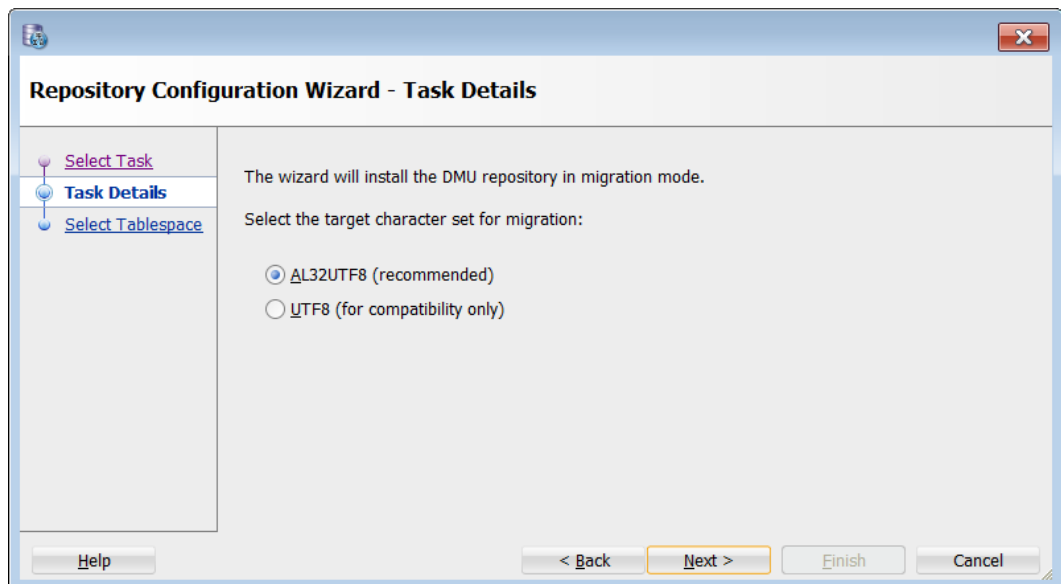 Repository Configuration Wizard - Task Details
Select Task
Task Details
Select Tablespace
The wizard will install the DMU repository in migration mode.
Select the target character set for migration:
AL32UTF8 (recommended)
UTF8 (for compatibility only)
Help
< Back
Next >
Finish
Cancel